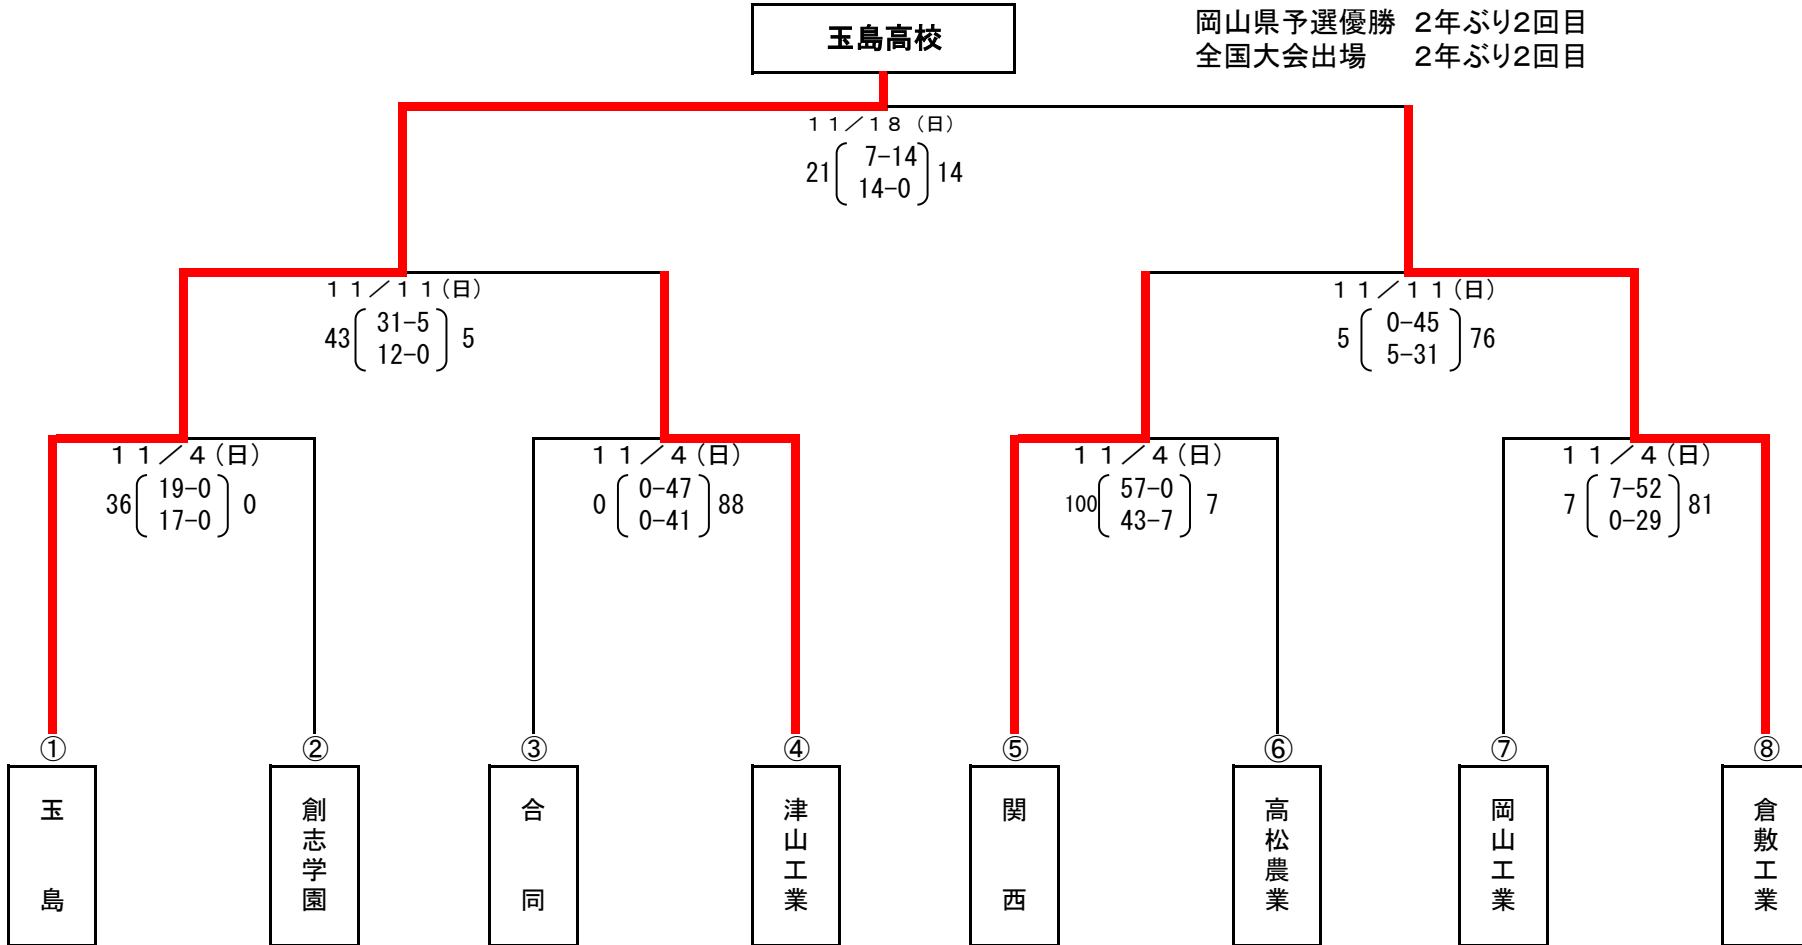 玉島高校
岡山県予選優勝 2年ぶり2回目
全国大会出場 2年ぶり2回目
11/18(日)
21 7-14 14
14-0
11/11(日)
43 31-5 5
12-0
11/11(日)
5 0-45 76
5-31
11/4(日)
36 19-0 0
17-0
11/4(日)
0 0-47 88
0-41
11/4(日)
100 57-0 7
43-7
11/4(日)
7 7-52 81
0-29
① ② ③ ④ ⑤ ⑥ ⑦ ⑧
玉島
創志学園
合同
津山工業
関西
高松農業
岡山工業
倉敷工業